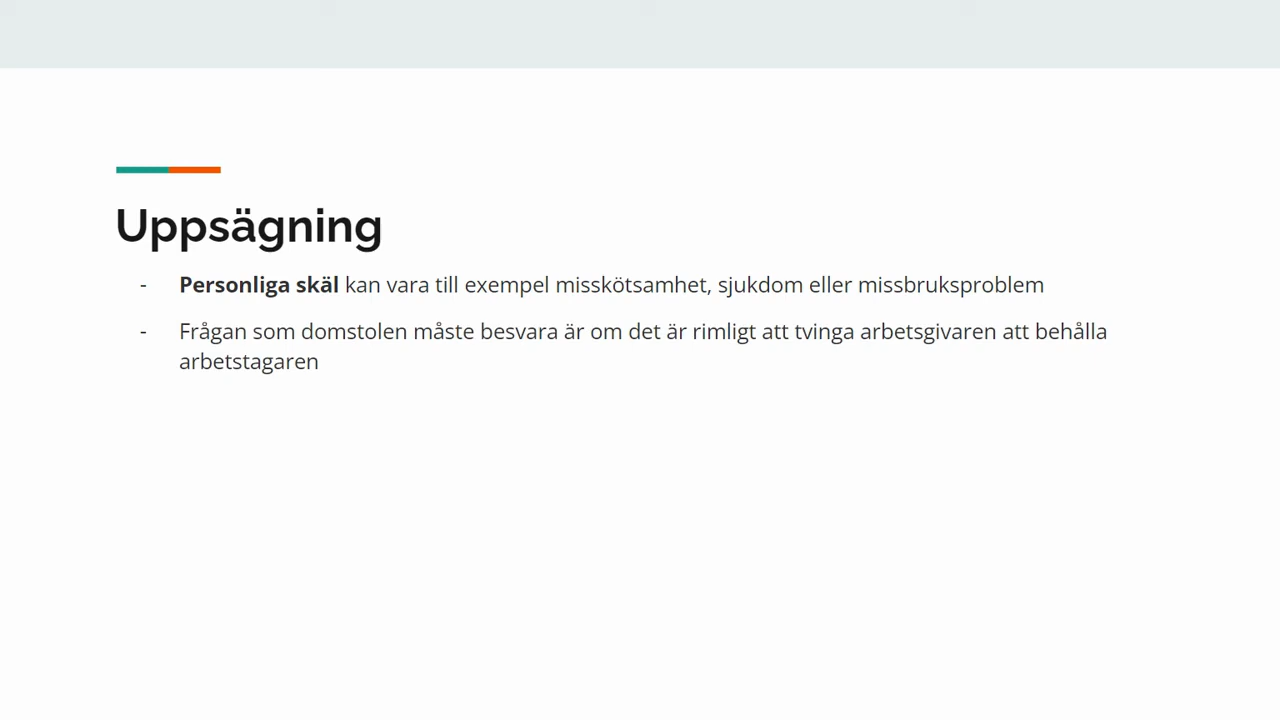 Uppsägning
- Personliga skäl kan vara till exempel misskötsamhet, sjukdom eller missbruksproblem
- Frågan som domstolen måste besvara är om det är rimligt att tvinga arbetsgivaren att behålla
arbetstagaren